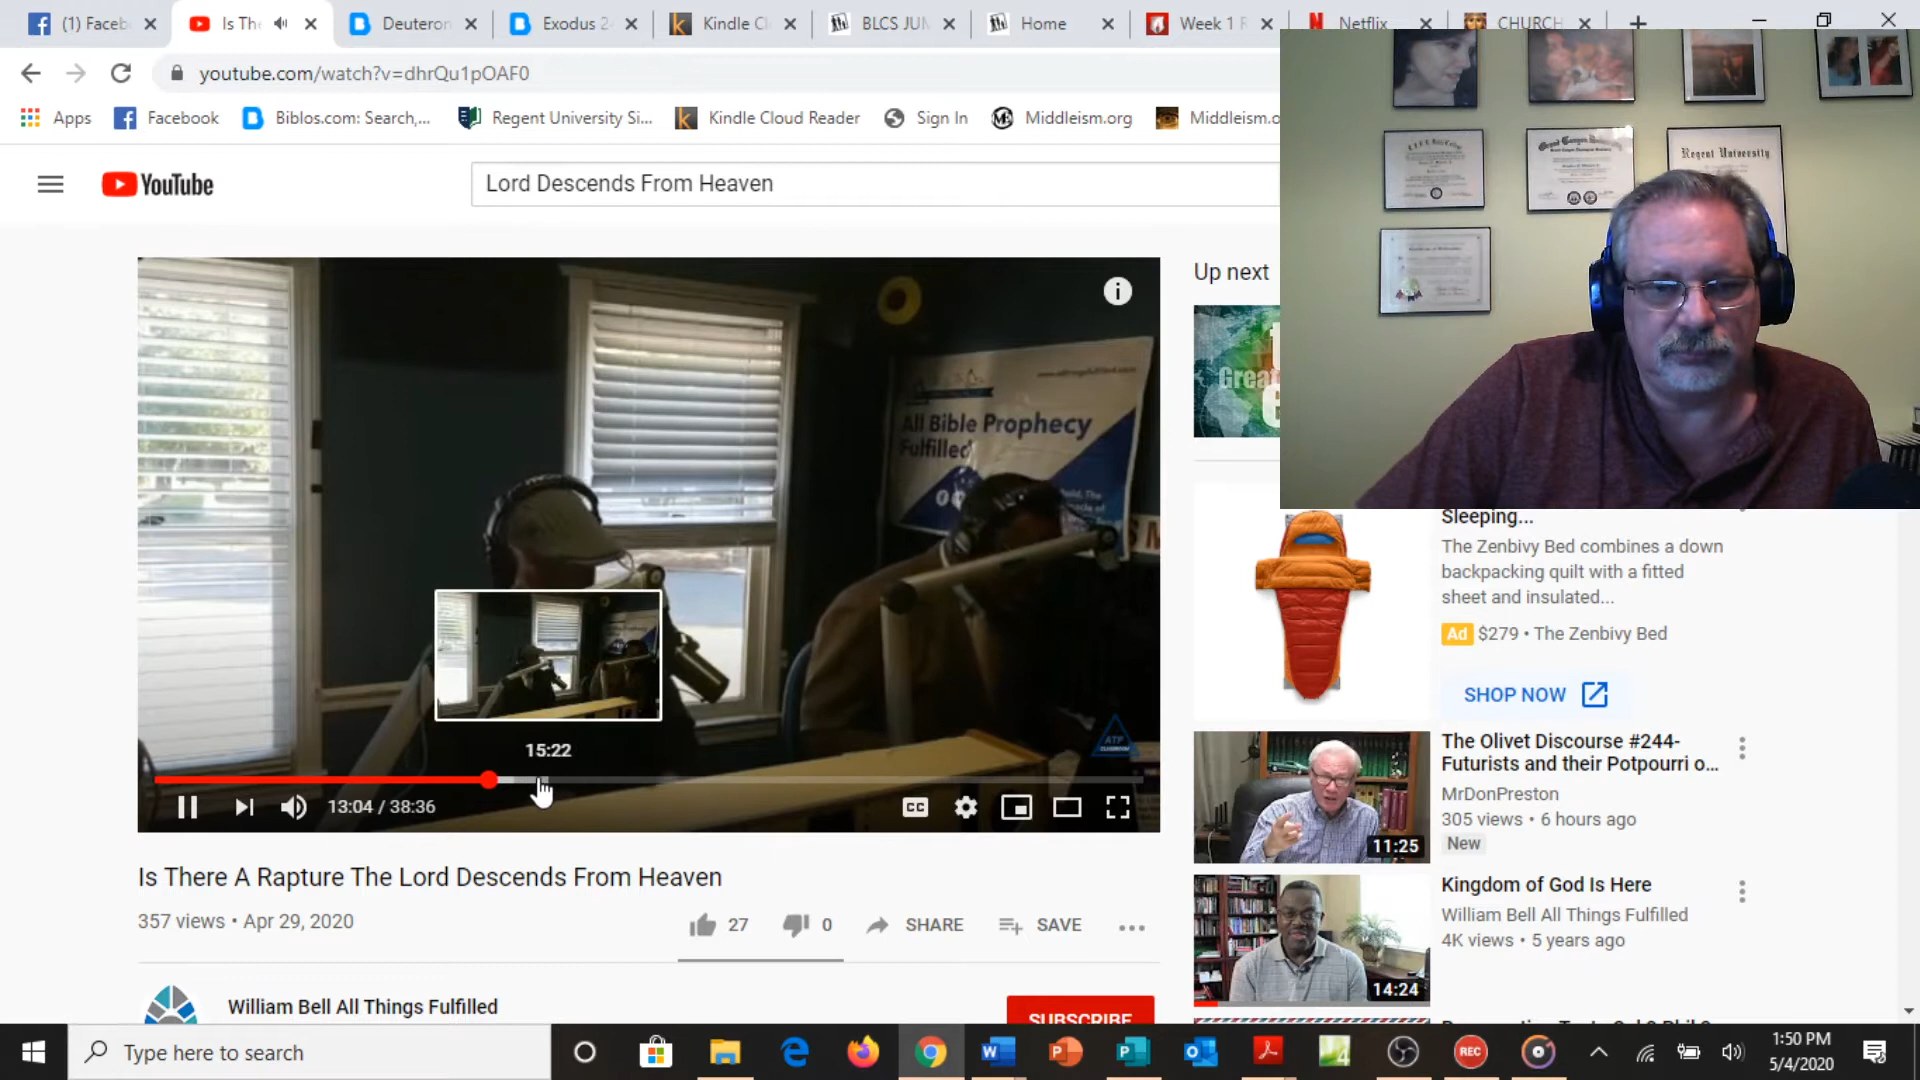 (1) Faceb
Is The
Deuteron
Exodus 2
Kindle Cl
BLCS JUN
Home
Week 1 R
Netflix
CHURCH
youtube.com/watch?v=dhrQu1pOAF0
Apps
Facebook
Biblos.com: Search,...
Regent University Si...
Kindle Cloud Reader
Sign In
Middleism.org
Middleism.o
YouTube
Lord Descends From Heaven
Regent University
All Bible Prophecy
Fulfilled
15:22
13:04 / 38:36
CC
ATF
Up next
Great
Sleeping...
The Zenbivy Bed combines a down
backpacking quilt with a fitted
sheet and insulated...
Ad $279 • The Zenbivy Bed
SHOP NOW
The Olivet Discourse #244-
Futurists and their Potpourri o...
MrDonPreston
305 views • 6 hours ago
New
11:25
Kingdom of God Is Here
William Bell All Things Fulfilled
4K views • 5 years ago
14:24
Is There A Rapture The Lord Descends From Heaven
357 views • Apr 29, 2020
27
0
SHARE
SAVE
William Bell All Things Fulfilled
SUBSCRIBE
Type here to search
REC
1:50 PM
5/4/2020